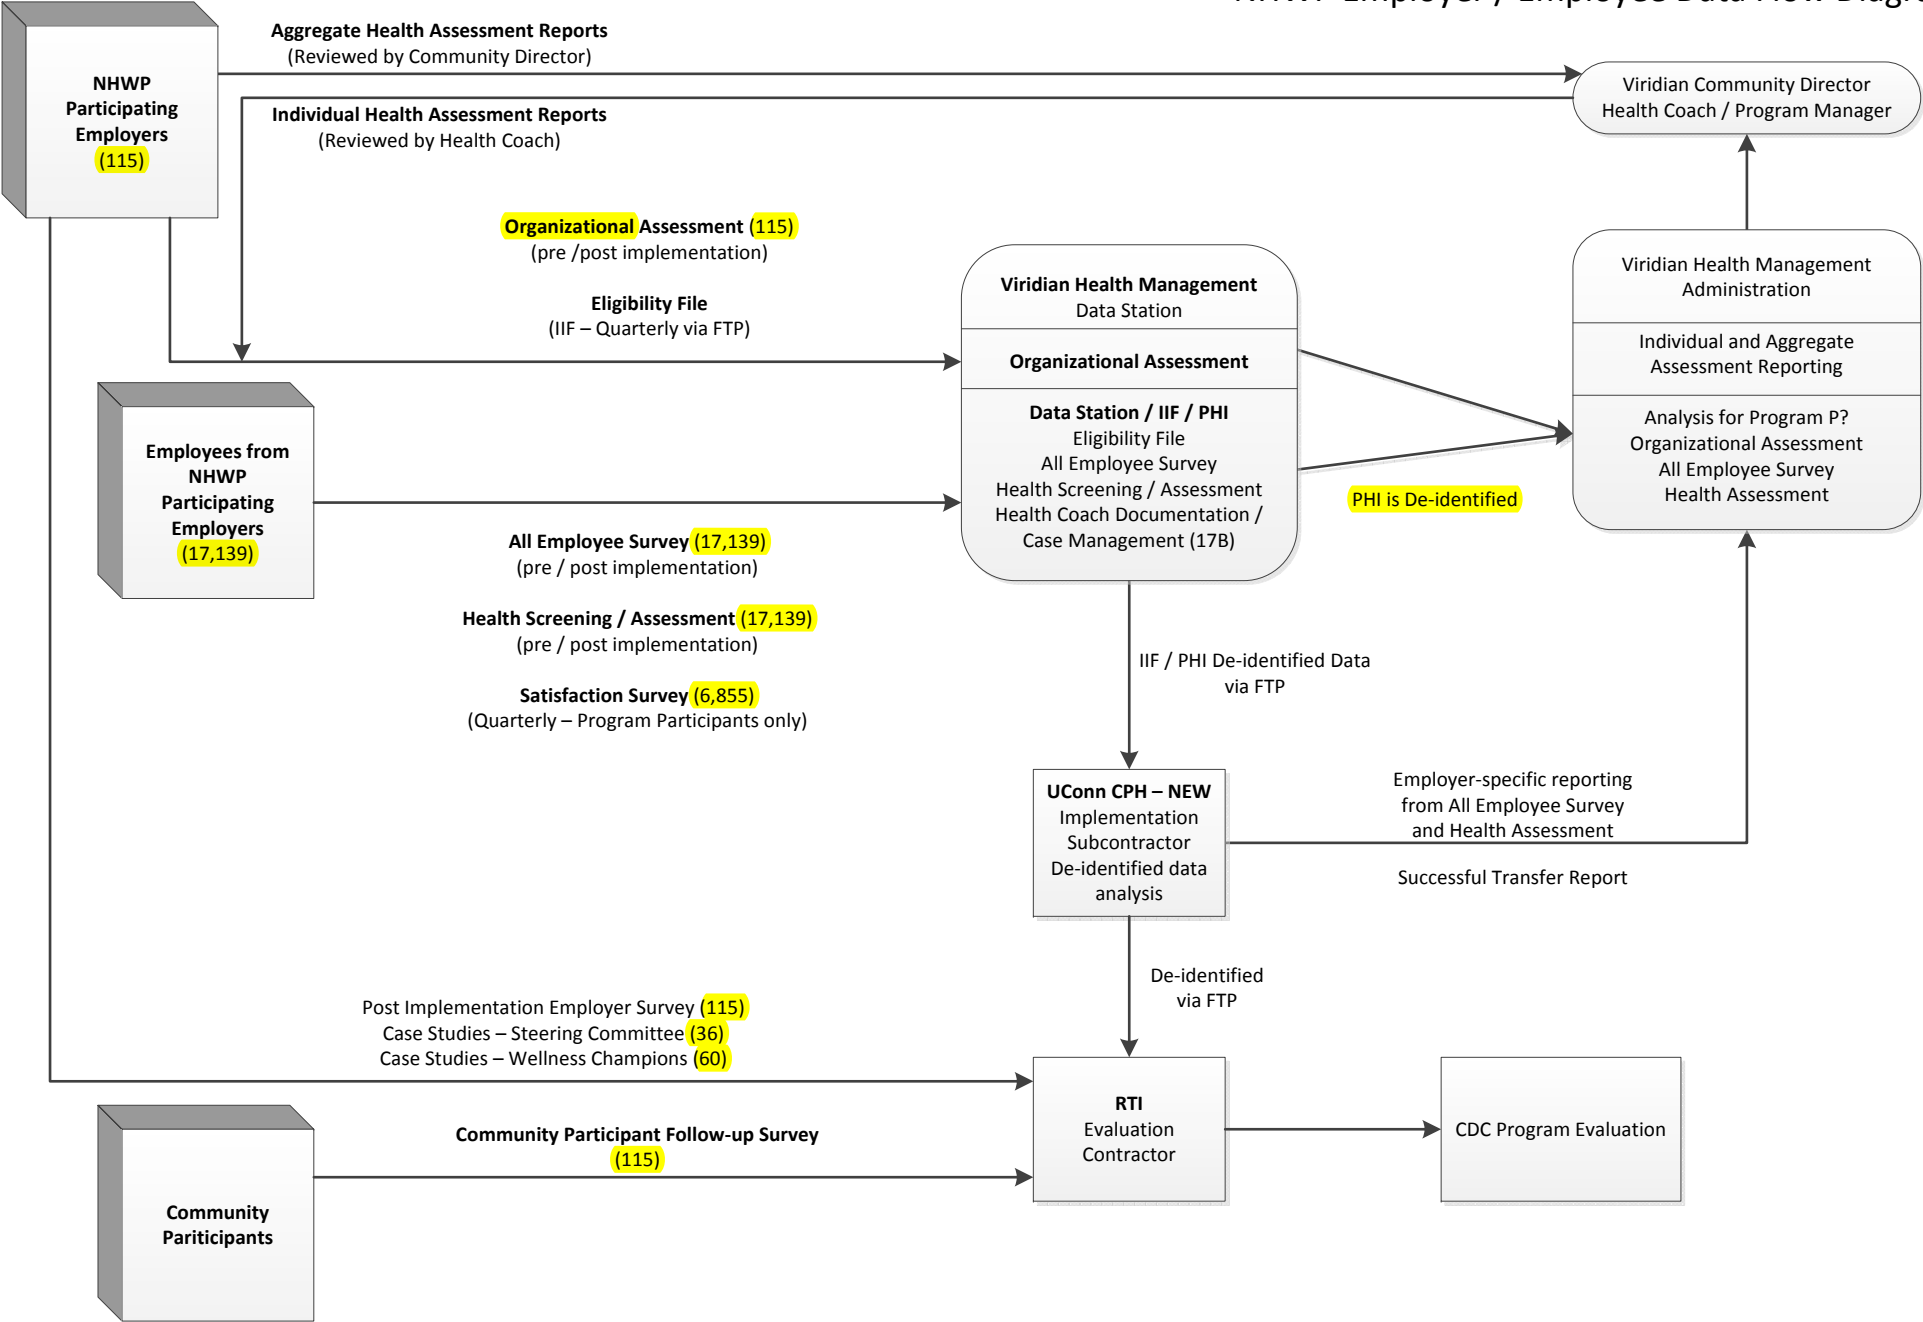 NHWP Employer / Employee Data Flow
Aggregate Health Assessment Reports
(Reviewed by Community Director)
NHWP
Participating
Employers
(115)
Individual Health Assessment Reports
(Reviewed by Health Coach)
Viridian Community Director
Health Coach / Program Manager
Organizational Assessment (115)
(pre /post implementation)
Eligibility File
(IIF – Quarterly via FTP)
Viridian Health Management
Data Station
Organizational Assessment
Data Station / IIF / PHI
Eligibility File
All Employee Survey
Health Screening / Assessment
Health Coach Documentation /
Case Management (17B)
Viridian Health Management
Administration
Individual and Aggregate
Assessment Reporting
Analysis for Program P?
Organizational Assessment
All Employee Survey
Health Assessment
PHI is De-identified
Employees from
NHWP
Participating
Employers
(17,139)
All Employee Survey (17,139)
(pre / post implementation)
Health Screening / Assessment (17,139)
(pre / post implementation)
Satisfaction Survey (6,855)
(Quarterly – Program Participants only)
IIF / PHI De-identified Data
via FTP
UConn CPH – NEW
Implementation
Subcontractor
De-identified data
analysis
Employer-specific reporting
from All Employee Survey
and Health Assessment
Successful Transfer Report
De-identified
via FTP
Post Implementation Employer Survey (115)
Case Studies – Steering Committee (36)
Case Studies – Wellness Champions (60)
Community Participant Follow-up Survey
(115)
Community
Pariticipants
RTI
Evaluation
Contractor
CDC Program Evaluation